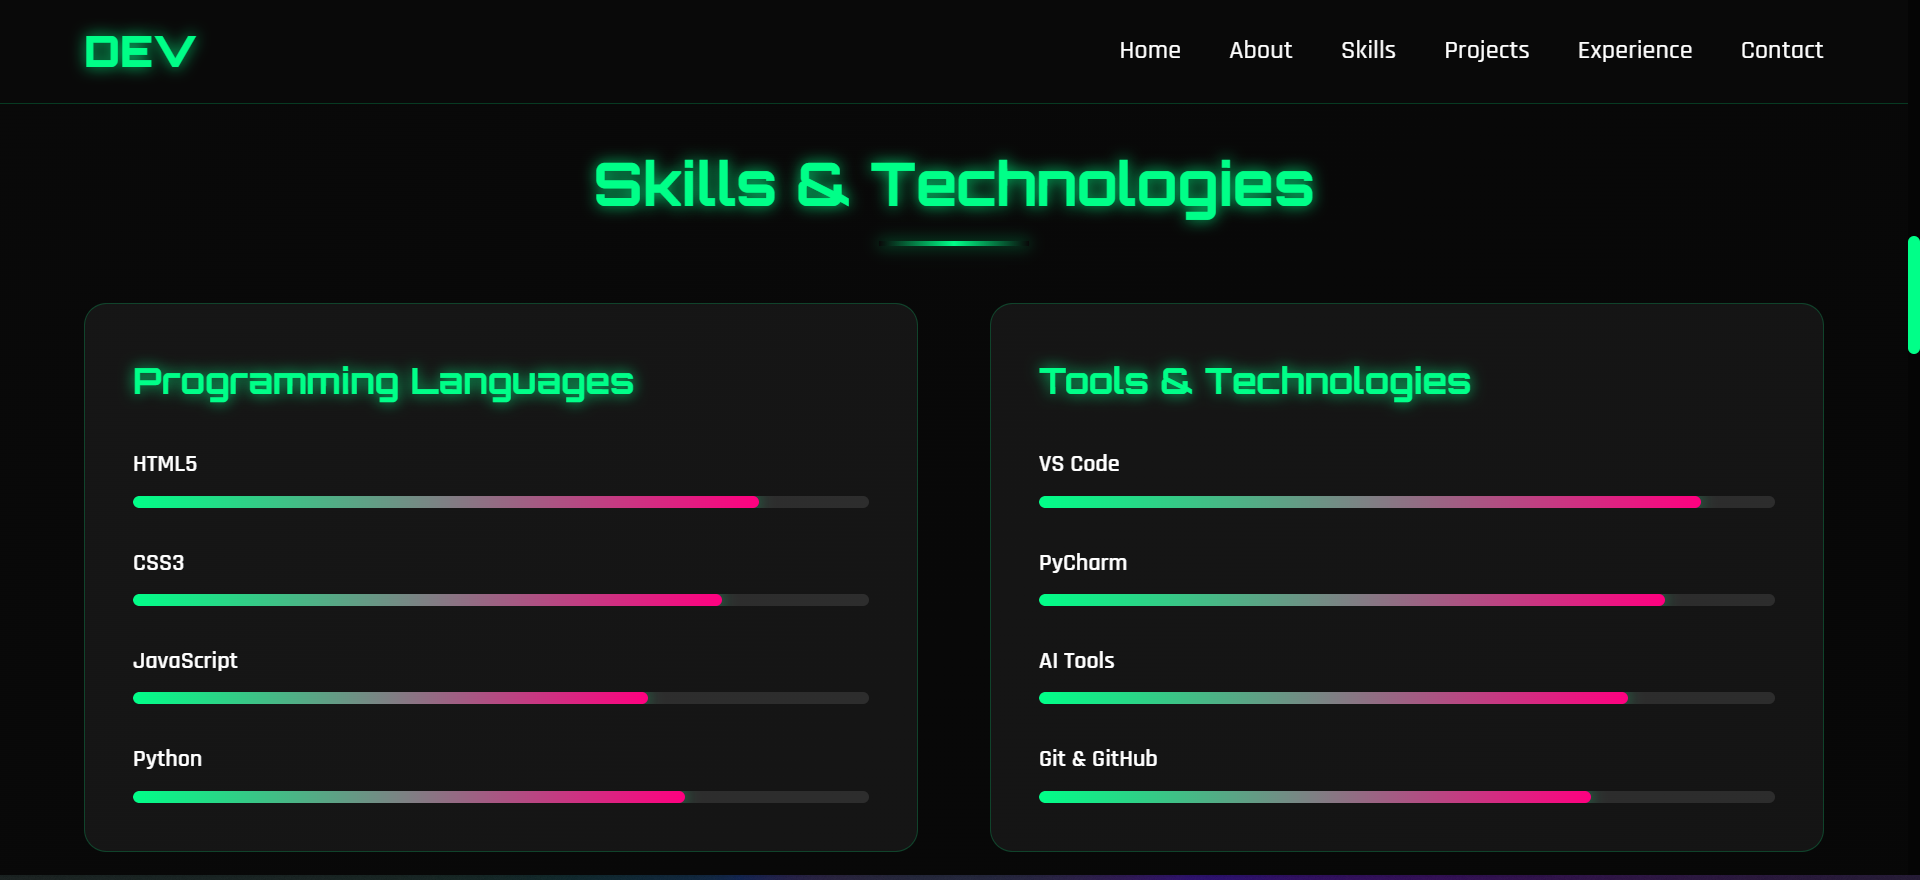 DEV
Home About Skills Projects Experience Contact
Skills & Technologies
Programming Languages
HTML5
CSS3
JavaScript
Python
Tools & Technologies
VS Code
PyCharm
AI Tools
Git & GitHub